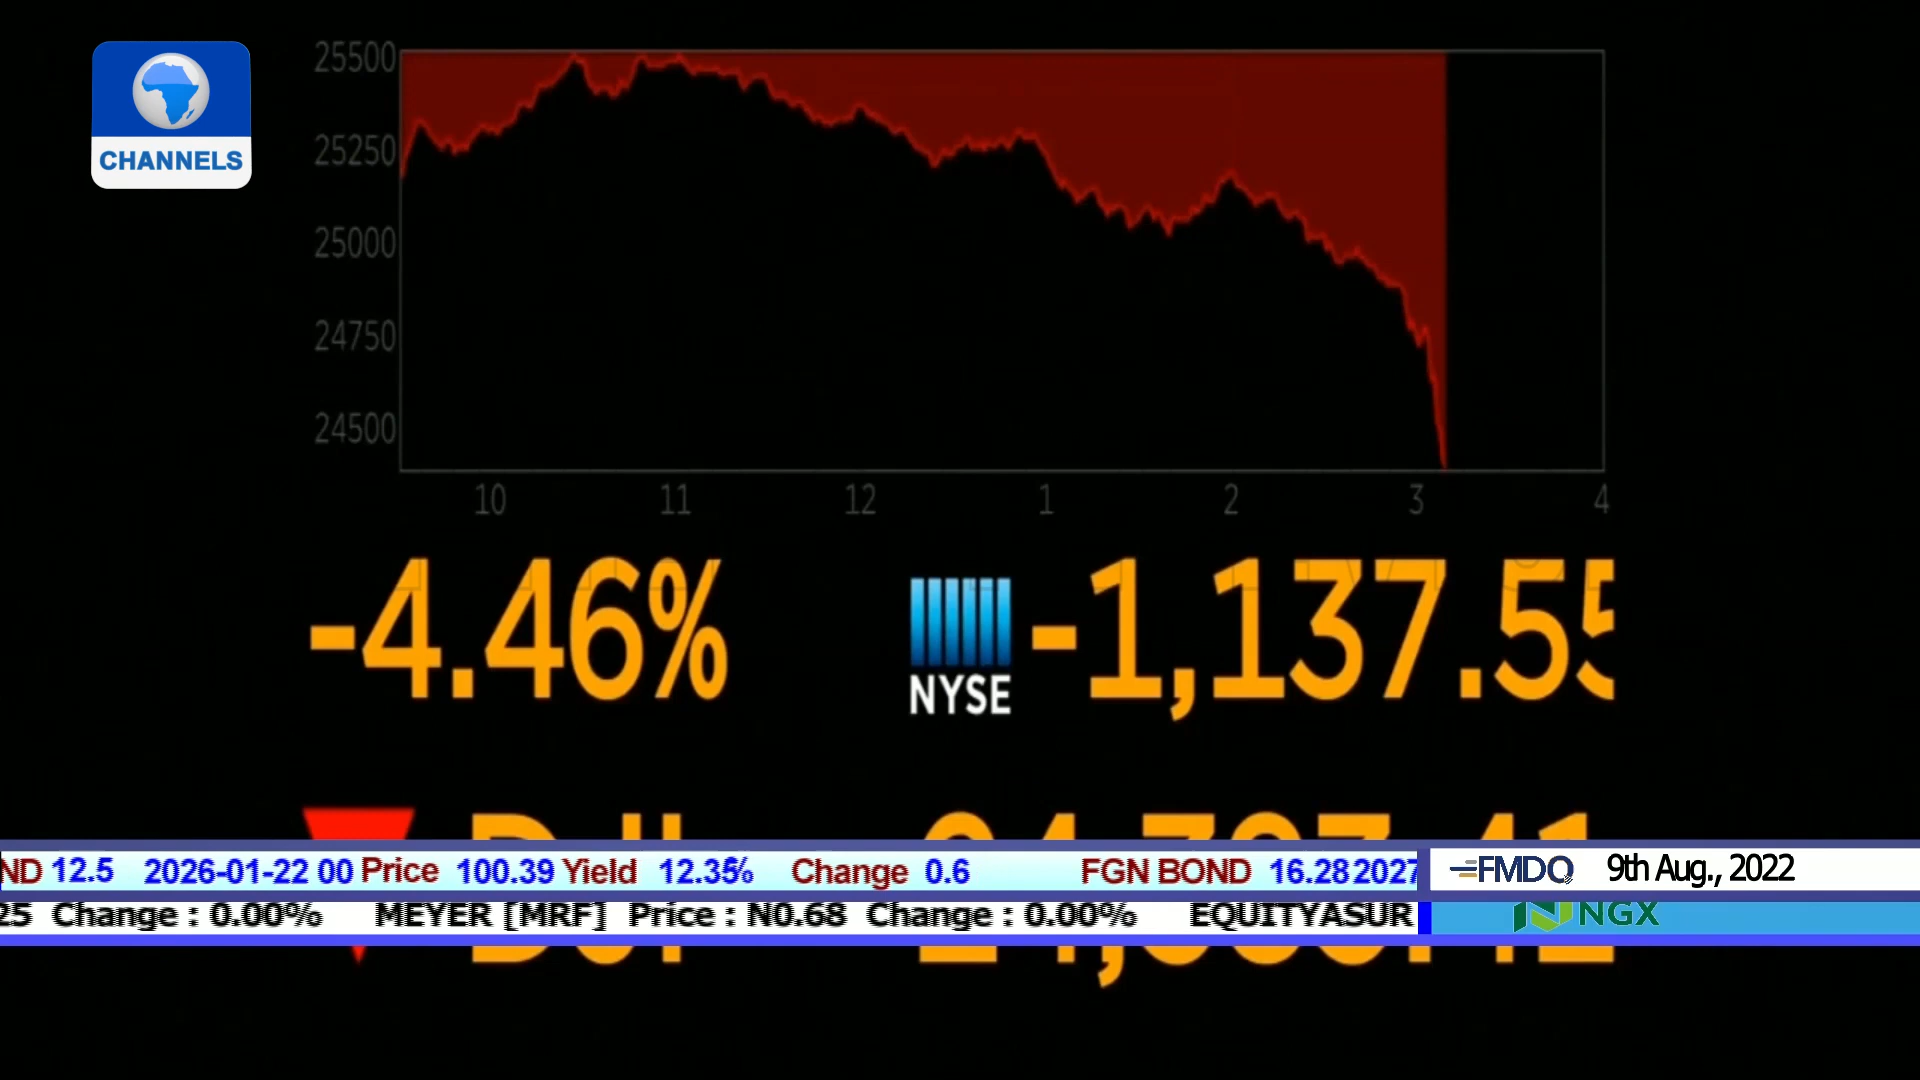 25500
CHANNELS
25250
25000
24750
24500
10 11 12 1 2 3 4
-4.46% NYSE -1,137.55
DJI
ND 12.5 2026-01-22 00 Price 100.39 Yield 12.35% Change 0.6 FGN BOND 16.28 2027 FMDQ 9th Aug., 2022
25 Change : 0.00% MEYER [MRF] Price : N0.68 Change : 0.00% EQUITYASUR NGX